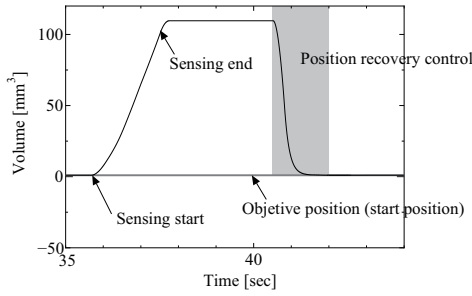 100
Position recovery control
Sensing end
50
Volume [mm³]
0
Sensing start
Objetive position (start position)
−50
35
40
Time [sec]